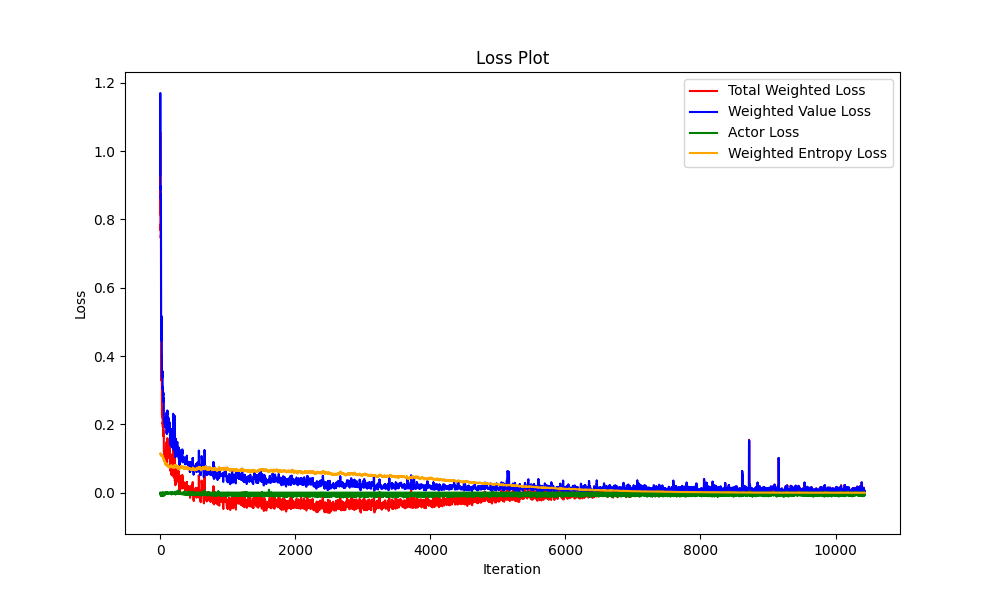 Loss Plot
Total Weighted Loss
Weighted Value Loss
Actor Loss
Weighted Entropy Loss
1.2
1.0
0.8
0.6
0.4
0.2
0.0
Loss
0 2000 4000 6000 8000 10000
Iteration